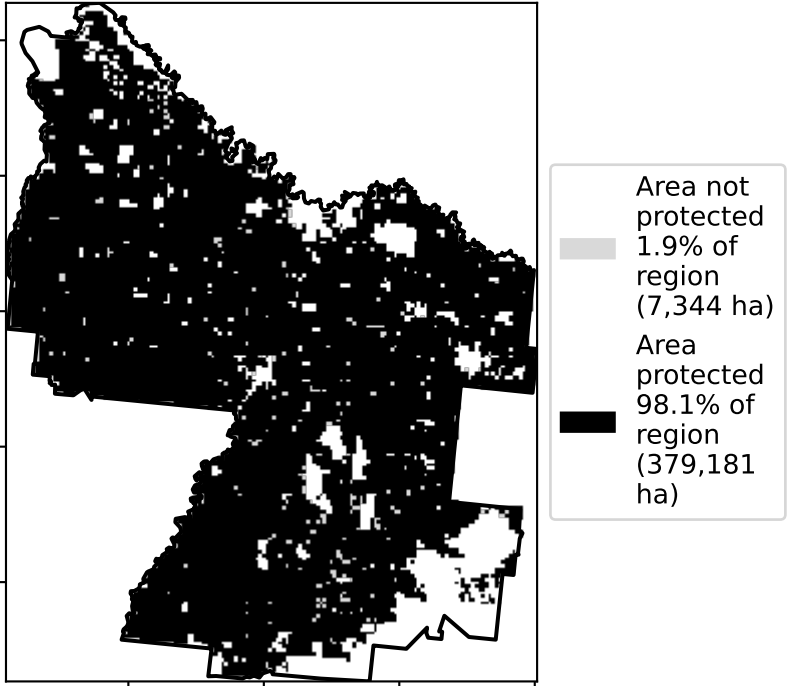 Area not
protected
1.9% of
region
(7,344 ha)
Area
protected
98.1% of
region
(379,181
ha)